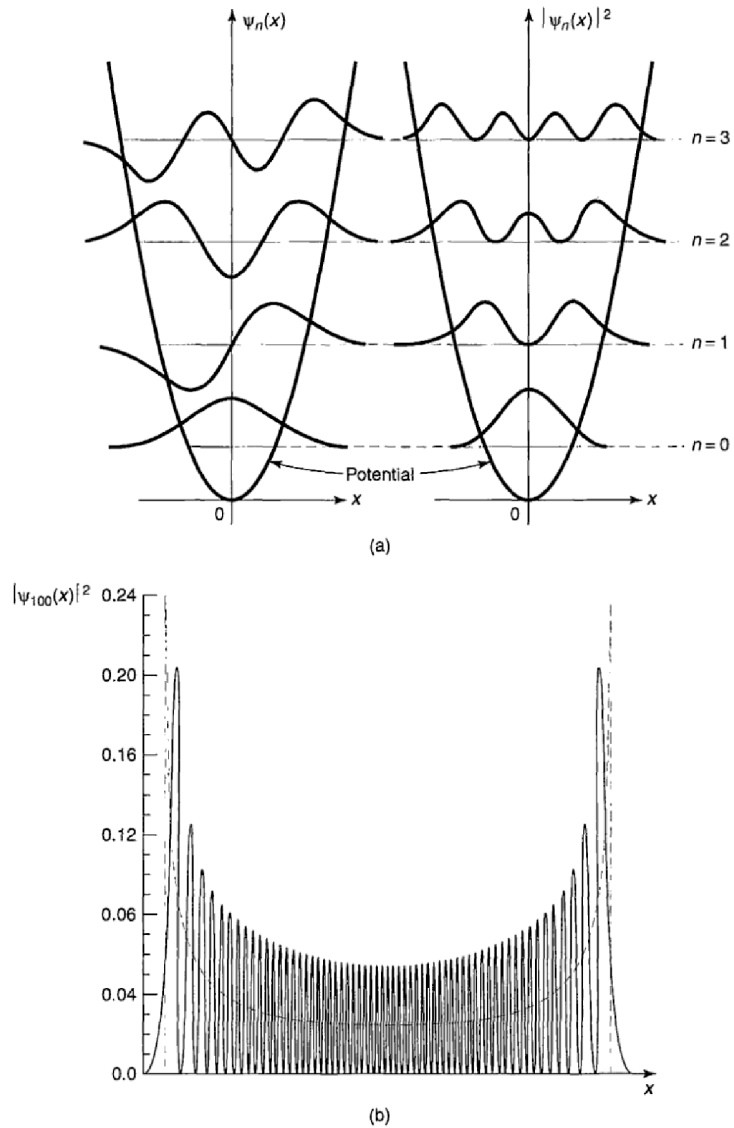 ψn(x)
|ψn(x)|²
n = 3
n = 2
n = 1
n = 0
Potential
0
x
0
x
(a)
|ψ100(x)|²
0.24
0.20
0.16
0.12
0.06
0.04
0.0
x
(b)